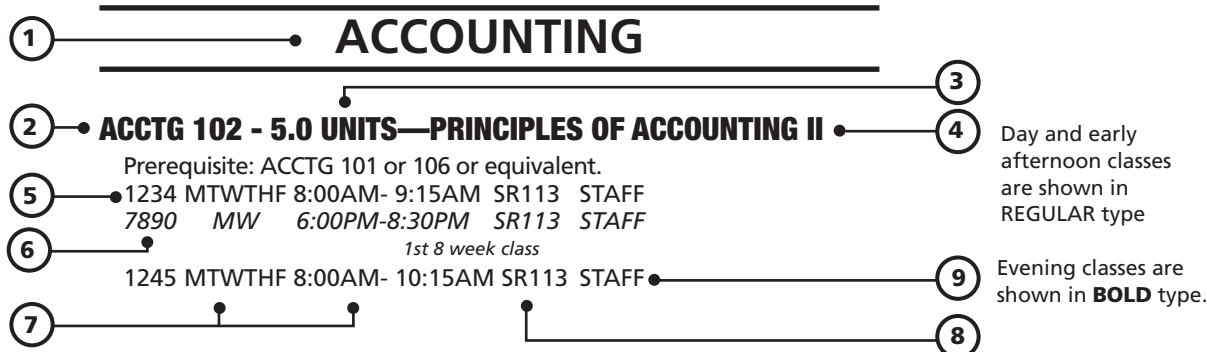 1
ACCOUNTING
3
2
ACCTG 102 - 5.0 UNITS—PRINCIPLES OF ACCOUNTING II
4
Prerequisite: ACCTG 101 or 106 or equivalent.
5
1234 MTWTHF 8:00AM- 9:15AM SR113 STAFF
7890 MW 6:00PM-8:30PM SR113 STAFF
6
1st 8 week class
1245 MTWTHF 8:00AM- 10:15AM SR113 STAFF
9
7
8
Day and early
afternoon classes
are shown in
REGULAR type
Evening classes are
shown in BOLD type.